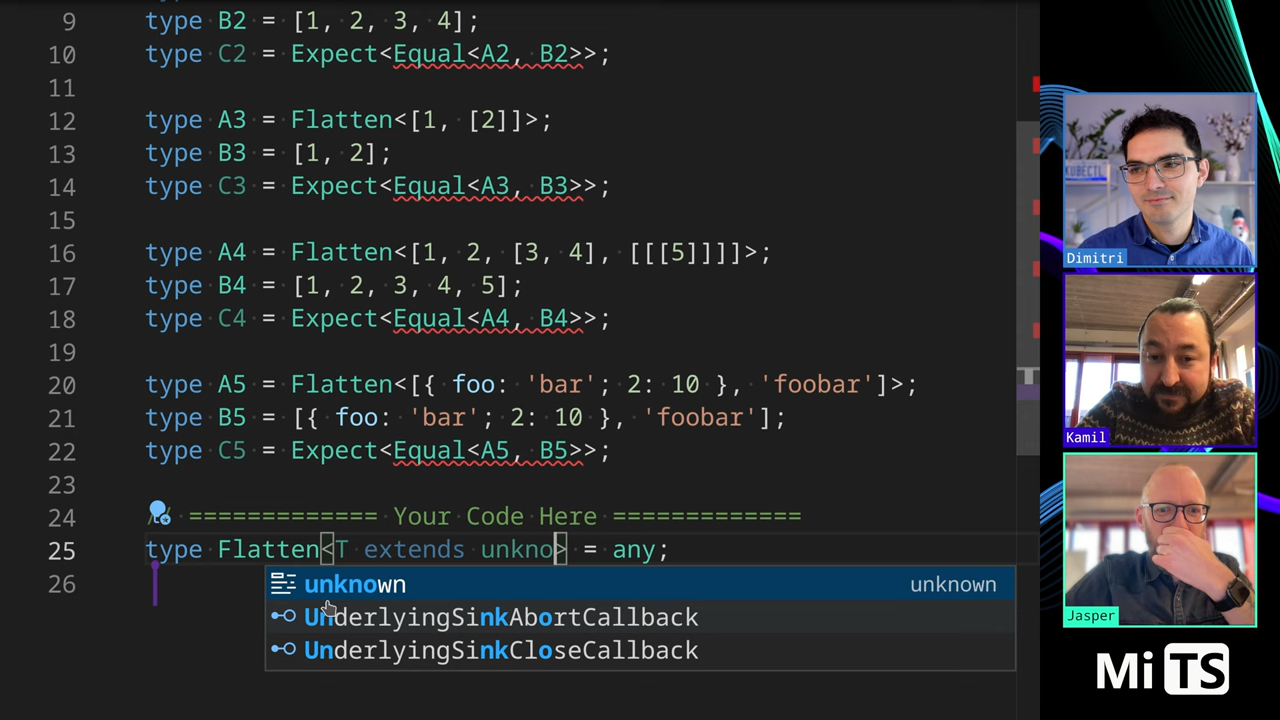 9 type B2 = [1, 2, 3, 4];
10 type C2 = Expect<Equal<A2, B2>>;
11
12 type A3 = Flatten<[1, [2]]>;
13 type B3 = [1, 2];
14 type C3 = Expect<Equal<A3, B3>>;
15
16 type A4 = Flatten<[1, 2, [3, 4], [[[5]]]]>;
17 type B4 = [1, 2, 3, 4, 5];
18 type C4 = Expect<Equal<A4, B4>>;
19
20 type A5 = Flatten<[{ foo: 'bar'; 2: 10 }, 'foobar']>;
21 type B5 = [{ foo: 'bar'; 2: 10 }, 'foobar'];
22 type C5 = Expect<Equal<A5, B5>>;
23
24 // ============= Your Code Here =============
25 type Flatten<T extends unkno> = any;
26
unknown unknown
UnderlyingSinkAbortCallback
UnderlyingSinkCloseCallback
KUBECTL
Dimitri
Kamil
Jasper
Mi TS